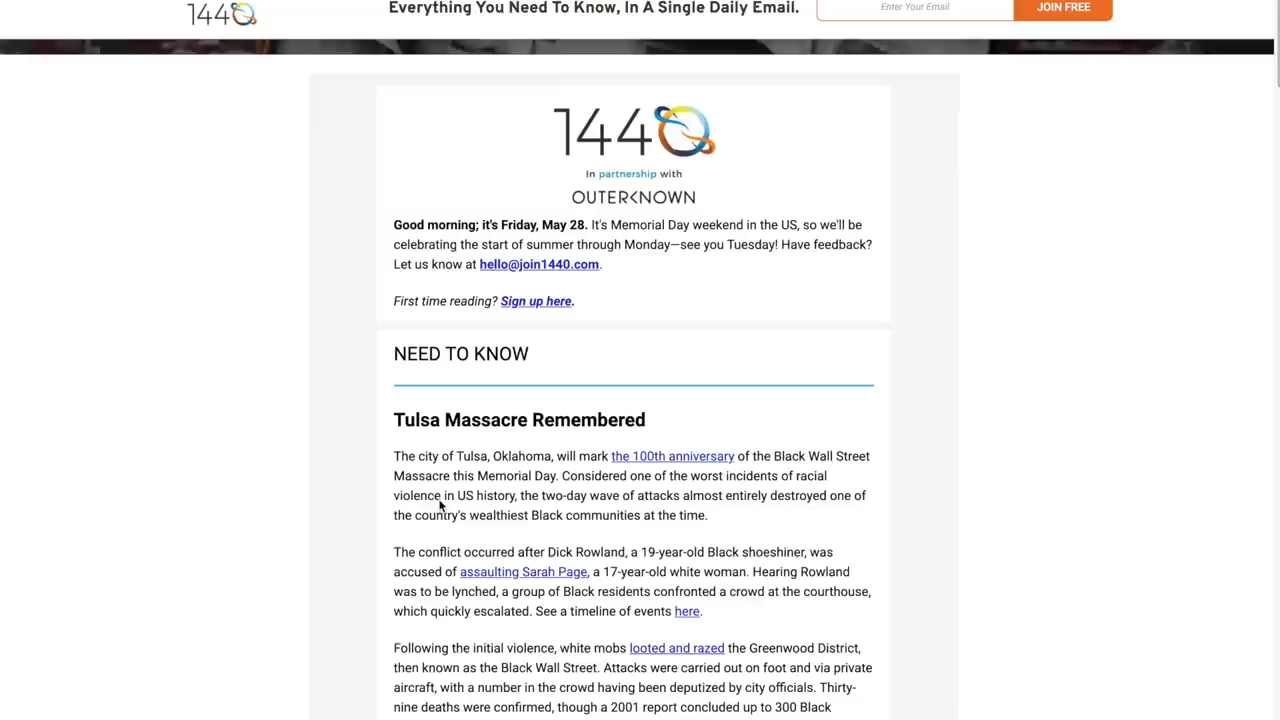 1440
Everything You Need To Know, In A Single Daily Email.
Enter Your Email
JOIN FREE
1440
In partnership with
OUTERKNOWN
Good morning; it's Friday, May 28. It's Memorial Day weekend in the US, so we'll be
celebrating the start of summer through Monday—see you Tuesday! Have feedback?
Let us know at hello@join1440.com.
First time reading? Sign up here.
NEED TO KNOW
Tulsa Massacre Remembered
The city of Tulsa, Oklahoma, will mark the 100th anniversary of the Black Wall Street
Massacre this Memorial Day. Considered one of the worst incidents of racial
violence in US history, the two-day wave of attacks almost entirely destroyed one of
the country's wealthiest Black communities at the time.
The conflict occurred after Dick Rowland, a 19-year-old Black shoeshiner, was
accused of assaulting Sarah Page, a 17-year-old white woman. Hearing Rowland
was to be lynched, a group of Black residents confronted a crowd at the courthouse,
which quickly escalated. See a timeline of events here.
Following the initial violence, white mobs looted and razed the Greenwood District,
then known as the Black Wall Street. Attacks were carried out on foot and via private
aircraft, with a number in the crowd having been deputized by city officials. Thirty-
nine deaths were confirmed, though a 2001 report concluded up to 300 Black